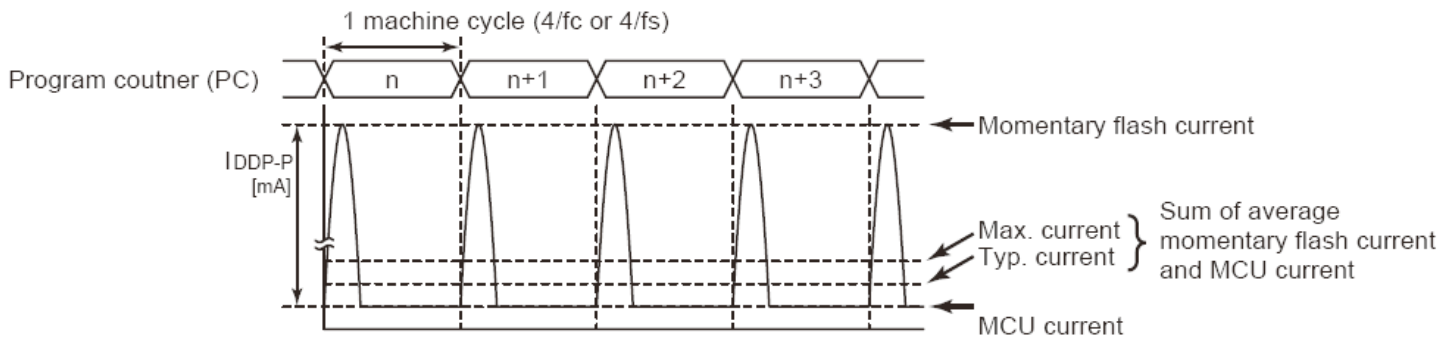 1 machine cycle (4/fc or 4/fs)
Program coutner (PC)
n
n+1
n+2
n+3
Momentary flash current
IDDP-P
[mA]
Max. current
Typ. current
Sum of average
momentary flash current
and MCU current
MCU current